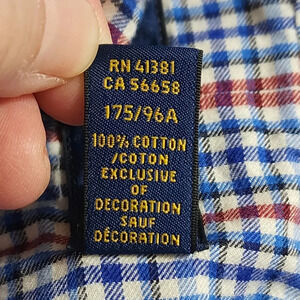 RN 41381
CA 56658
175/96A
100% COTTON
/COTON
EXCLUSIVE
OF
DECORATION
SAUF
DÉCORATION